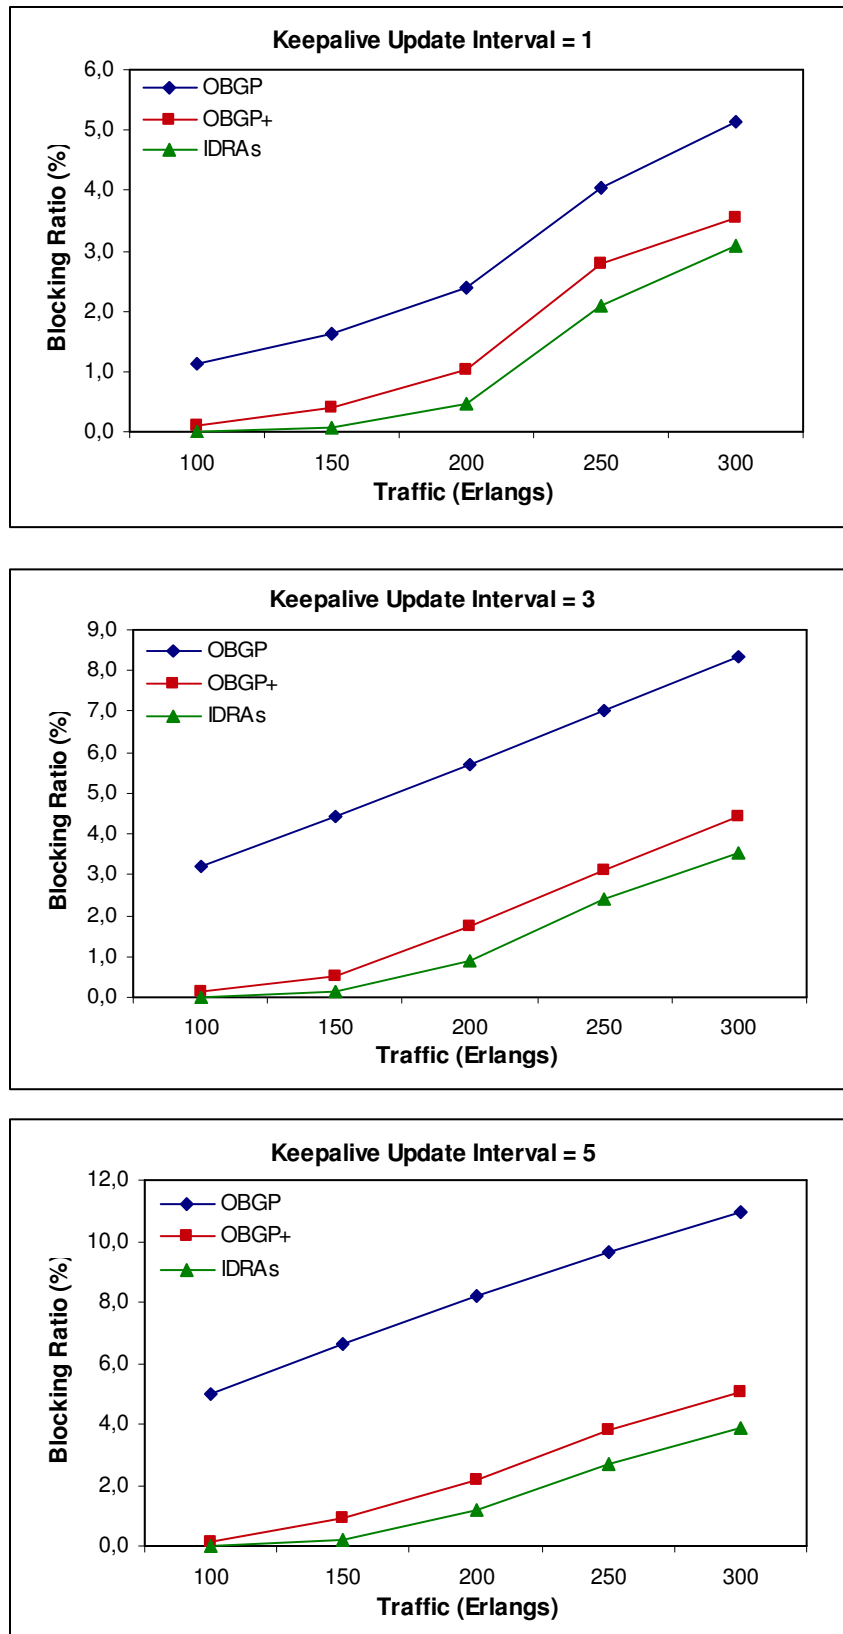 Keepalive Update Interval = 1
6,0
5,0
4,0
3,0
2,0
1,0
0,0
Blocking Ratio (%)
OBGP
OBGP+
IDRAs
100 150 200 250 300
Traffic (Erlangs)
Keepalive Update Interval = 3
9,0
8,0
7,0
6,0
5,0
4,0
3,0
2,0
1,0
0,0
Blocking Ratio (%)
OBGP
OBGP+
IDRAs
100 150 200 250 300
Traffic (Erlangs)
Keepalive Update Interval = 5
12,0
10,0
8,0
6,0
4,0
2,0
0,0
Blocking Ratio (%)
OBGP
OBGP+
IDRAs
100 150 200 250 300
Traffic (Erlangs)